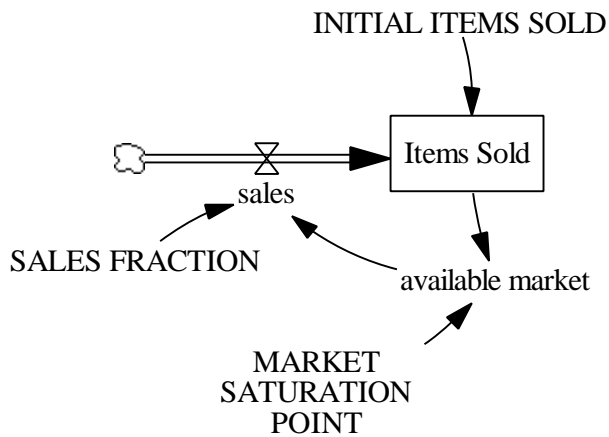 INITIAL ITEMS SOLD
Items Sold
sales
SALES FRACTION
available market
MARKET
SATURATION
POINT